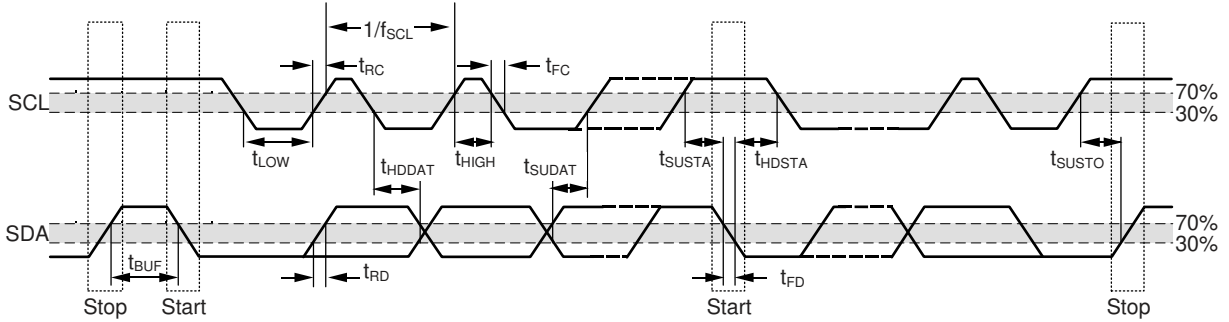 1/fSCL
tRC
tFC
SCL
70%
30%
tLOW
tHDDAT
tHIGH
tSUDAT
tSUSTA
tHDSTA
tSUSTO
SDA
70%
30%
tBUF
tRD
tFD
Stop
Start
Start
Stop